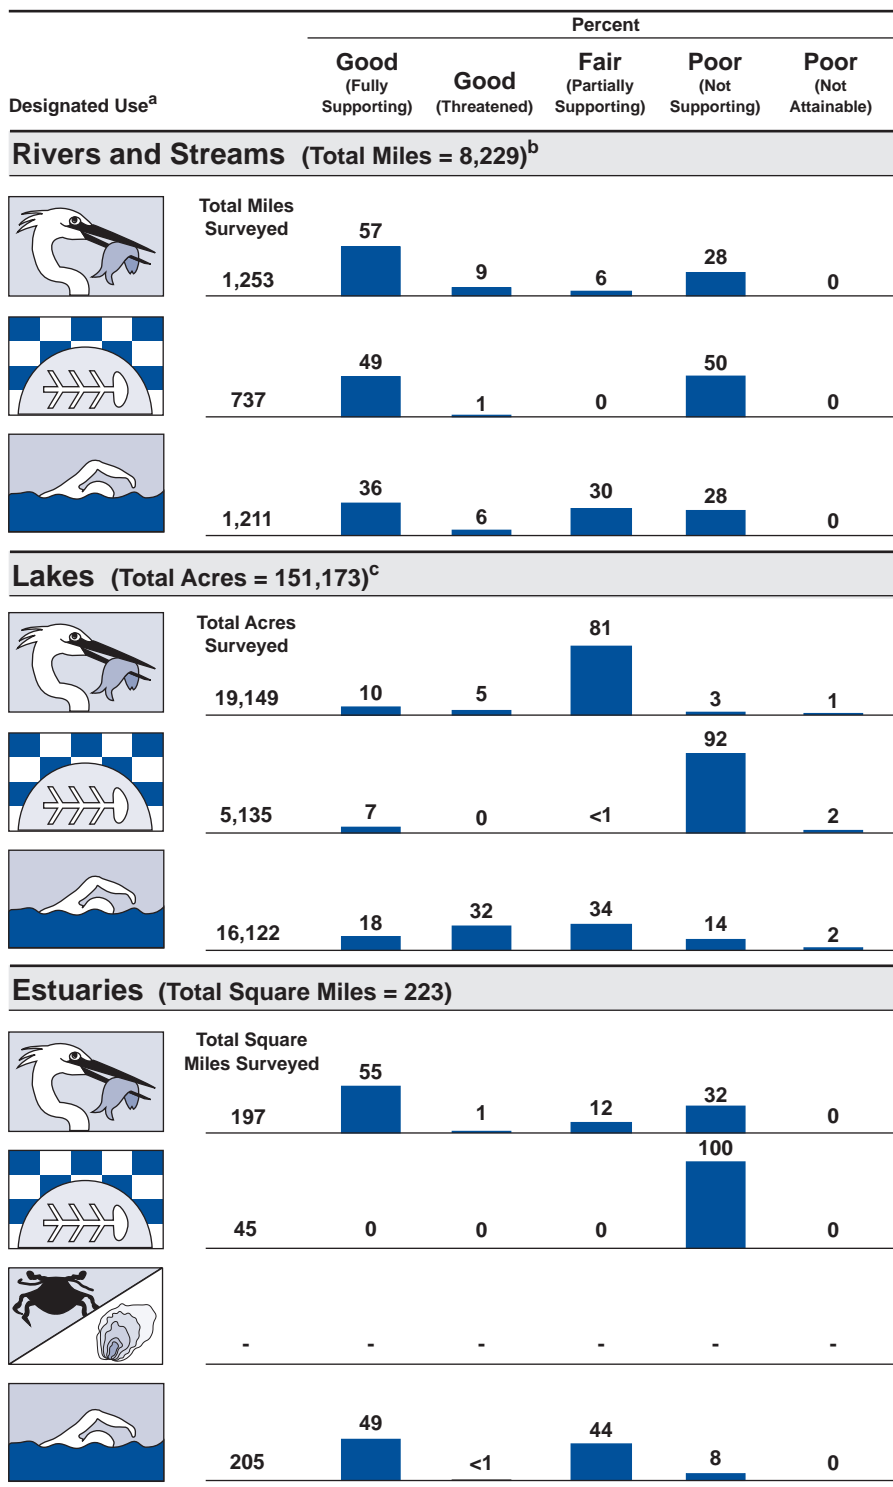 Percent
Designated Use^a
Good (Fully Supporting)
Good (Threatened)
Fair (Partially Supporting)
Poor (Not Supporting)
Poor (Not Attainable)
Rivers and Streams (Total Miles = 8,229)^b
Total Miles
Surveyed
1,253 57 9 6 28 0
737 49 1 0 50 0
1,211 36 6 30 28 0
Lakes (Total Acres = 151,173)^c
Total Acres
Surveyed
19,149 10 5 81 3 1
5,135 7 0 <1 92 2
16,122 18 32 34 14 2
Estuaries (Total Square Miles = 223)
Total Square
Miles Surveyed
197 55 1 12 32 0
45 0 0 0 100 0
- - - - - -
205 49 <1 44 8 0